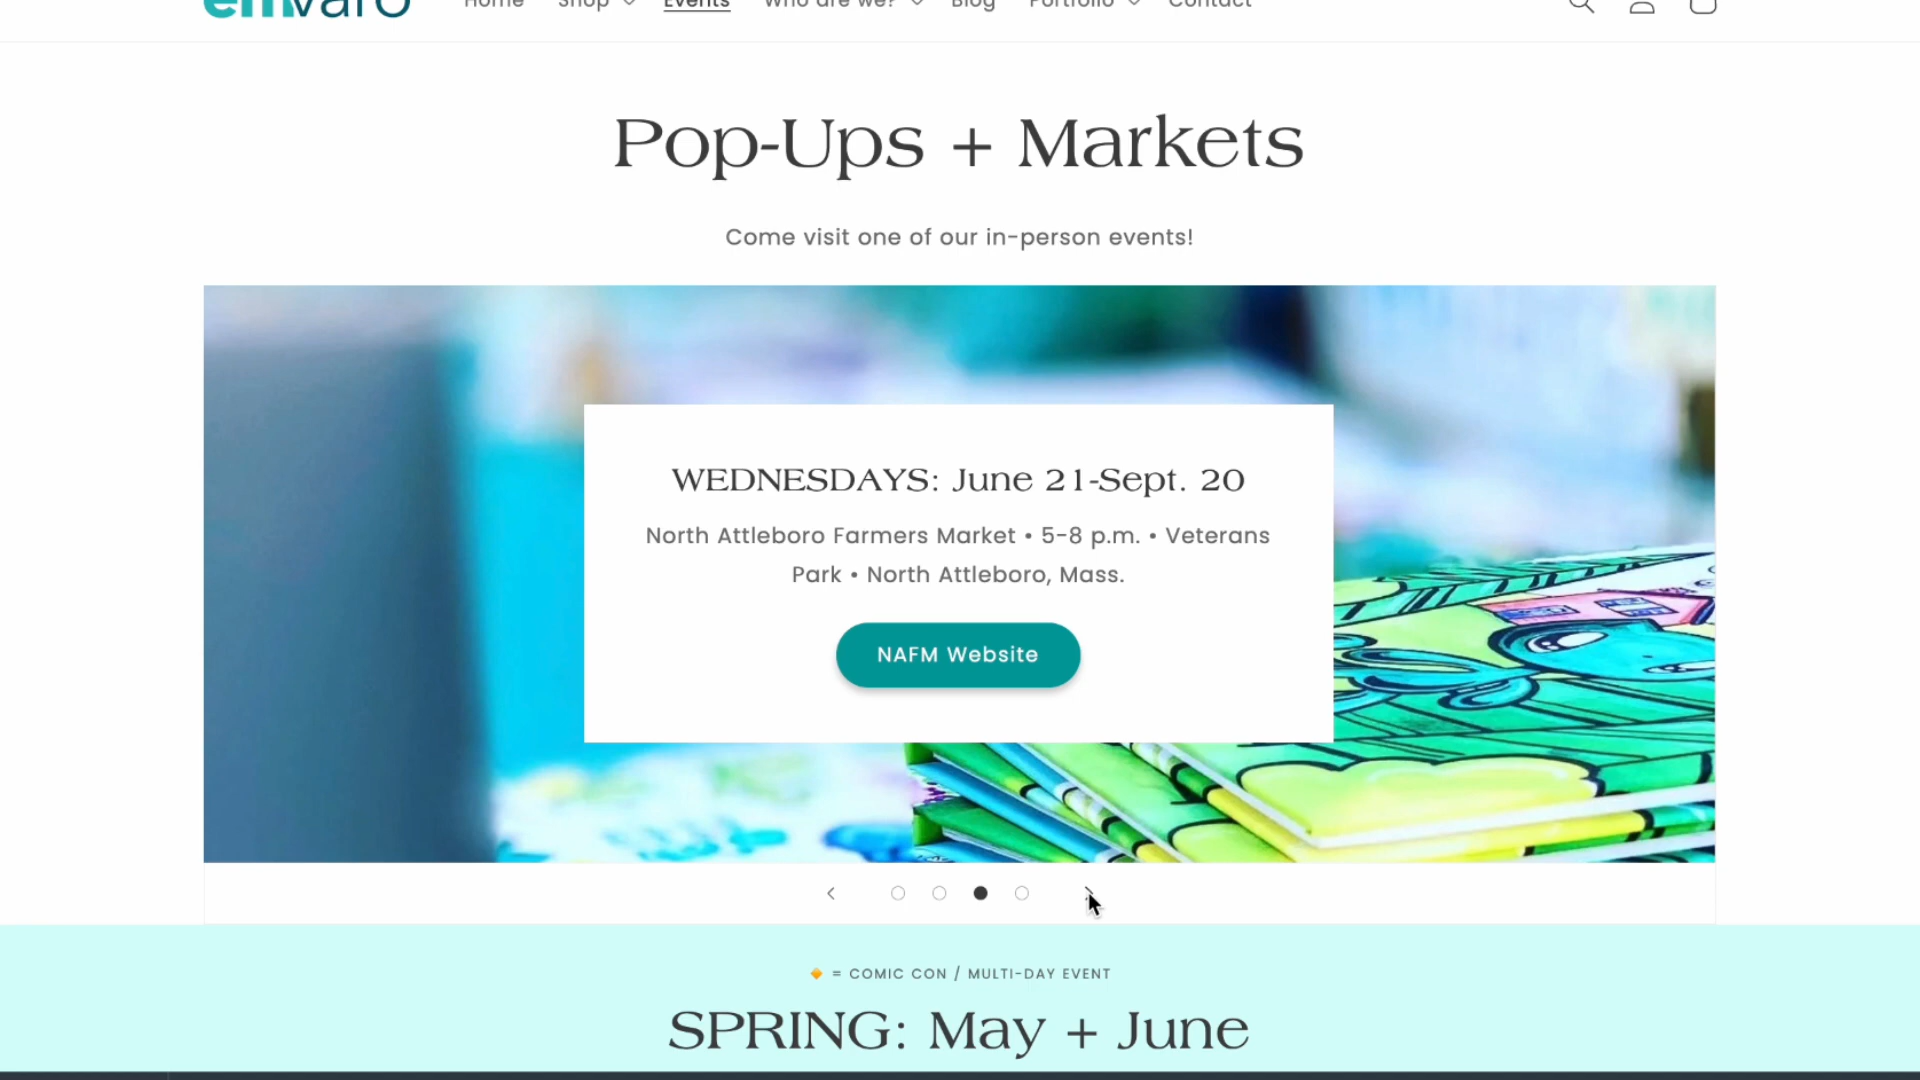 emvaro
Home Shop Events Who are we? Blog Portfolio Contact
Pop-Ups + Markets
Come visit one of our in-person events!
WEDNESDAYS: June 21-Sept. 20
North Attleboro Farmers Market • 5-8 p.m. • Veterans
Park • North Attleboro, Mass.
NAFM Website
🔸 = COMIC CON / MULTI-DAY EVENT
SPRING: May + June